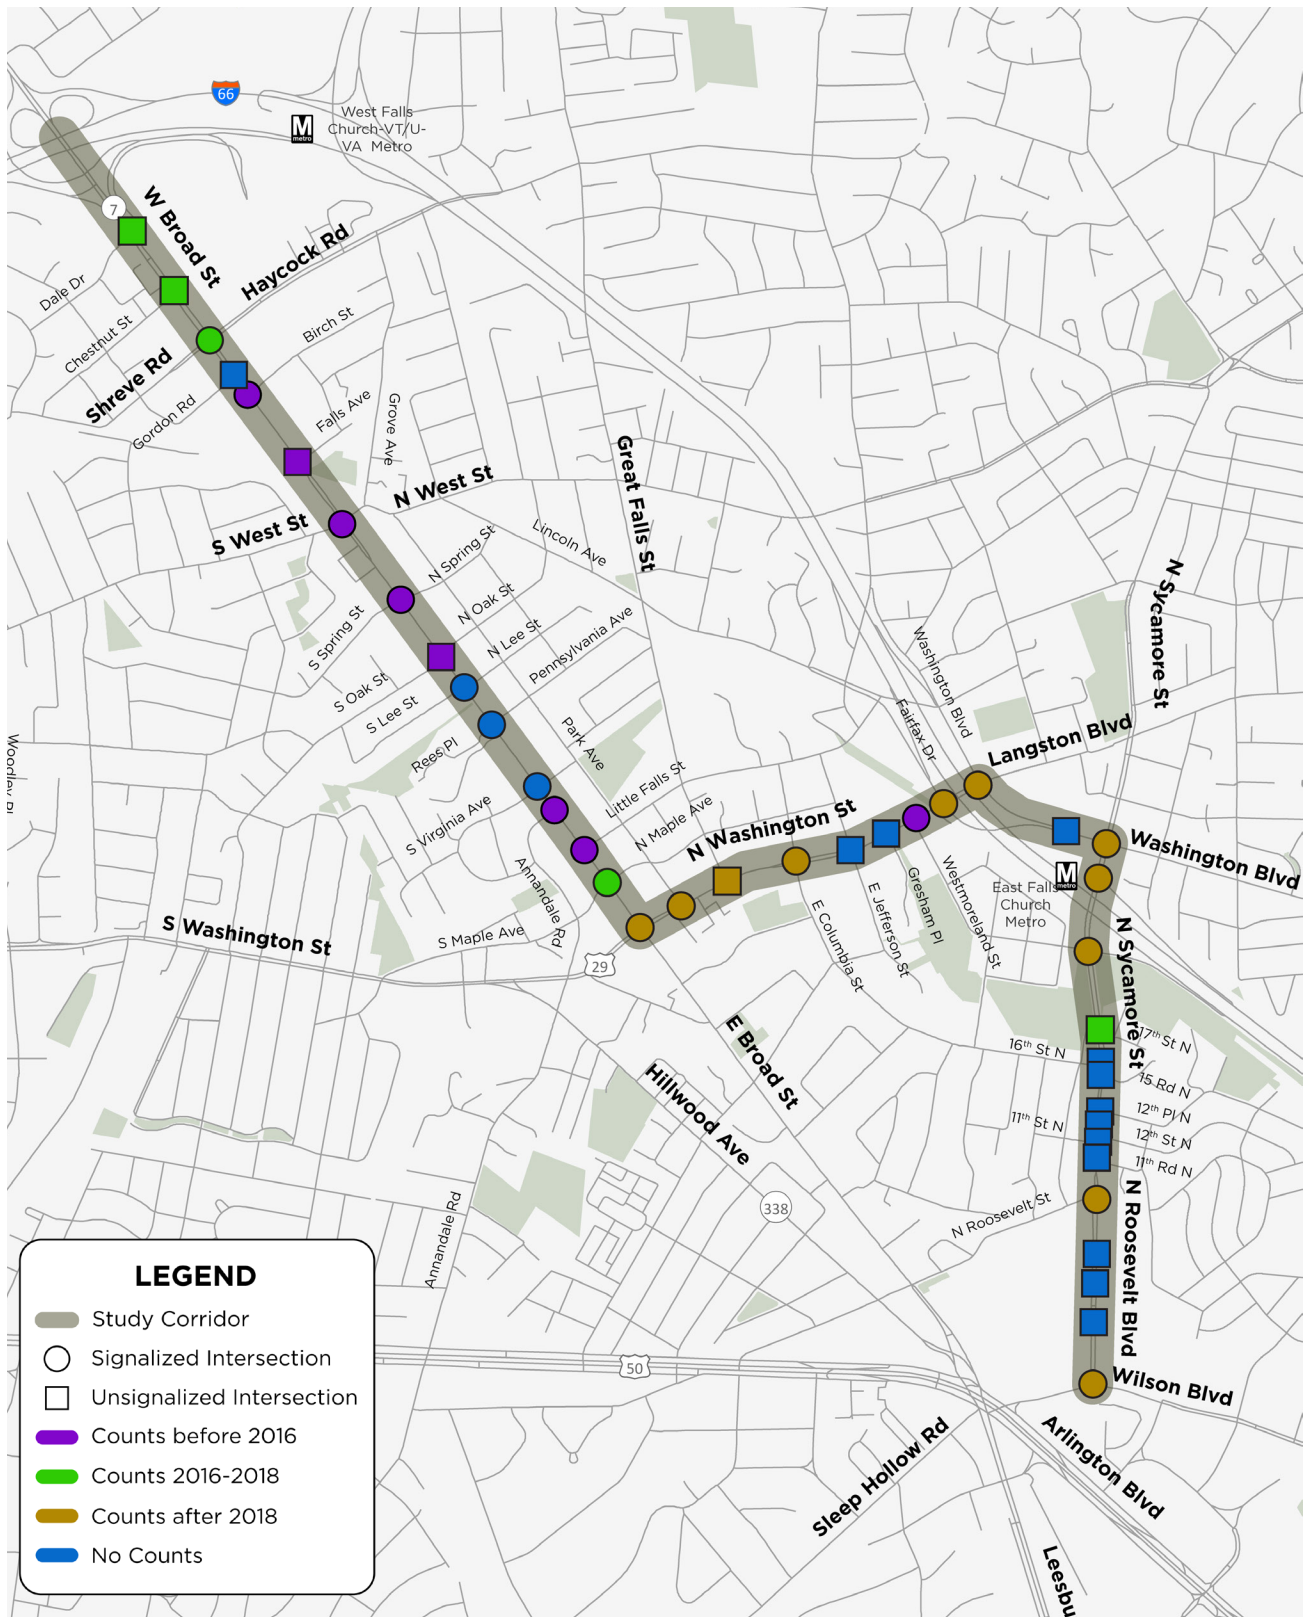 66
M
metro
West Falls
Church-VT/U-
VA Metro
7
W Broad St
Haycock Rd
Dale Dr
Chestnut St
Birch St
Shreve Rd
Gordon Rd
Falls Ave
Grove Ave
Great Falls St
N West St
S West St
Lincoln Ave
N Spring St
N Oak St
S Spring St
N Lee St
Pennsylvania Ave
N Sycamore St
Washington Blvd
S Oak St
S Lee St
Fairfax Dr
Park Ave
Rees Pl
Langston Blvd
Little Falls St
S Virginia Ave
N Maple Ave
N Washington St
Washington Blvd
Annandale Rd
M
metro
East Falls
Church
Metro
Westmoreland St
Gresham Pl
E Jefferson St
E Columbia St
S Maple Ave
S Washington St
29
N Sycamore St
E Broad St
16th St N
17th St N
15 Rd N
Hillwood Ave
12th Pl N
11th St N
12th St N
11th Rd N
338
N Roosevelt St
N Roosevelt Blvd
Annandale Rd
50
Wilson Blvd
Sleep Hollow Rd
Arlington Blvd
Leesbu
LEGEND
Study Corridor
Signalized Intersection
Unsignalized Intersection
Counts before 2016
Counts 2016-2018
Counts after 2018
No Counts